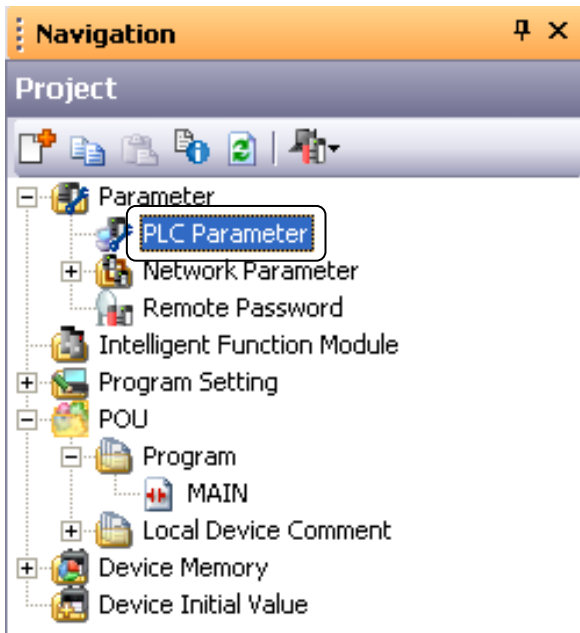 Navigation
Project
Parameter
PLC Parameter
Network Parameter
Remote Password
Intelligent Function Module
Program Setting
POU
Program
MAIN
Local Device Comment
Device Memory
Device Initial Value